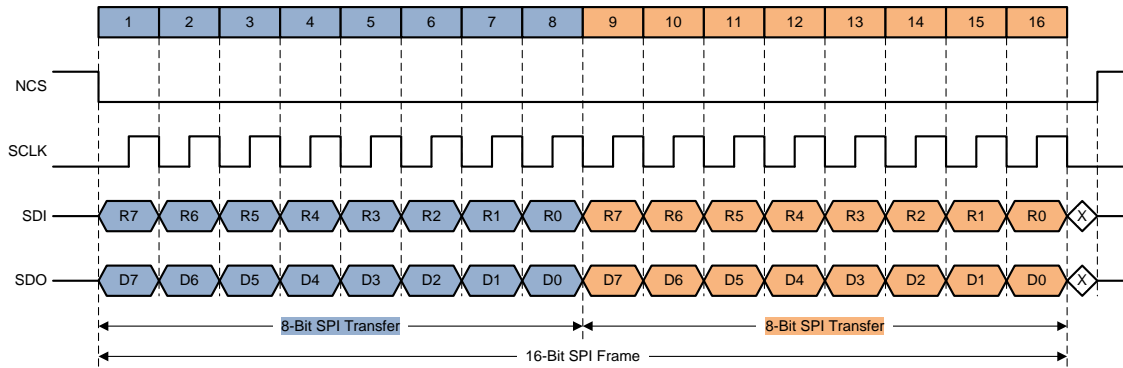 1 2 3 4 5 6 7 8 9 10 11 12 13 14 15 16
NCS
SCLK
SDI R7 R6 R5 R4 R3 R2 R1 R0 R7 R6 R5 R4 R3 R2 R1 R0 X
SDO D7 D6 D5 D4 D3 D2 D1 D0 D7 D6 D5 D4 D3 D2 D1 D0 X
8-Bit SPI Transfer 8-Bit SPI Transfer
16-Bit SPI Frame